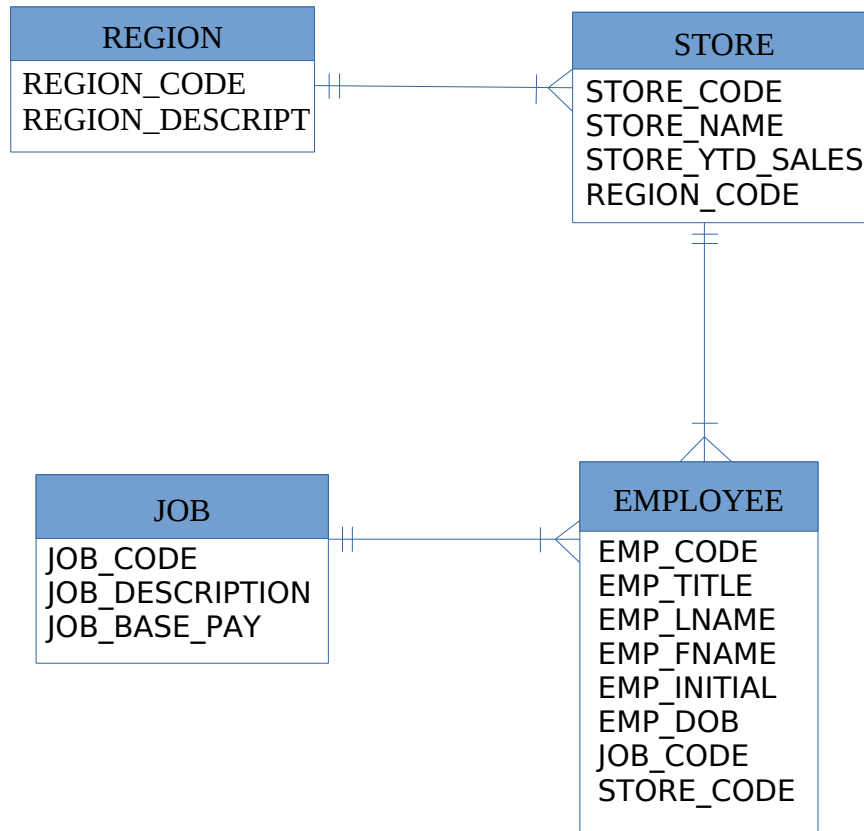 REGION
REGION_CODE
REGION_DESCRIPT
STORE
STORE_CODE
STORE_NAME
STORE_YTD_SALES
REGION_CODE
JOB
JOB_CODE
JOB_DESCRIPTION
JOB_BASE_PAY
EMPLOYEE
EMP_CODE
EMP_TITLE
EMP_LNAME
EMP_FNAME
EMP_INITIAL
EMP_DOB
JOB_CODE
STORE_CODE